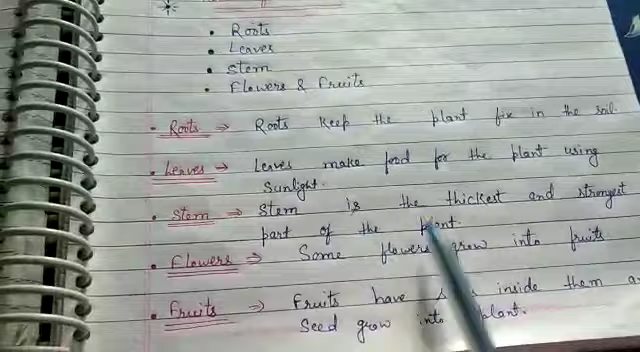 • Roots
• Leaves
• Stem
• Flowers & Fruits
• Roots → Roots keep the plant fix in the soil.
• Leaves → Leaves make food for the plant using
sunlight.
• Stem → Stem is the thickest and strongest
part of the plant.
• Flowers → Some flowers grow into fruits
• Fruits → Fruits have inside them
Seed grow into plant.